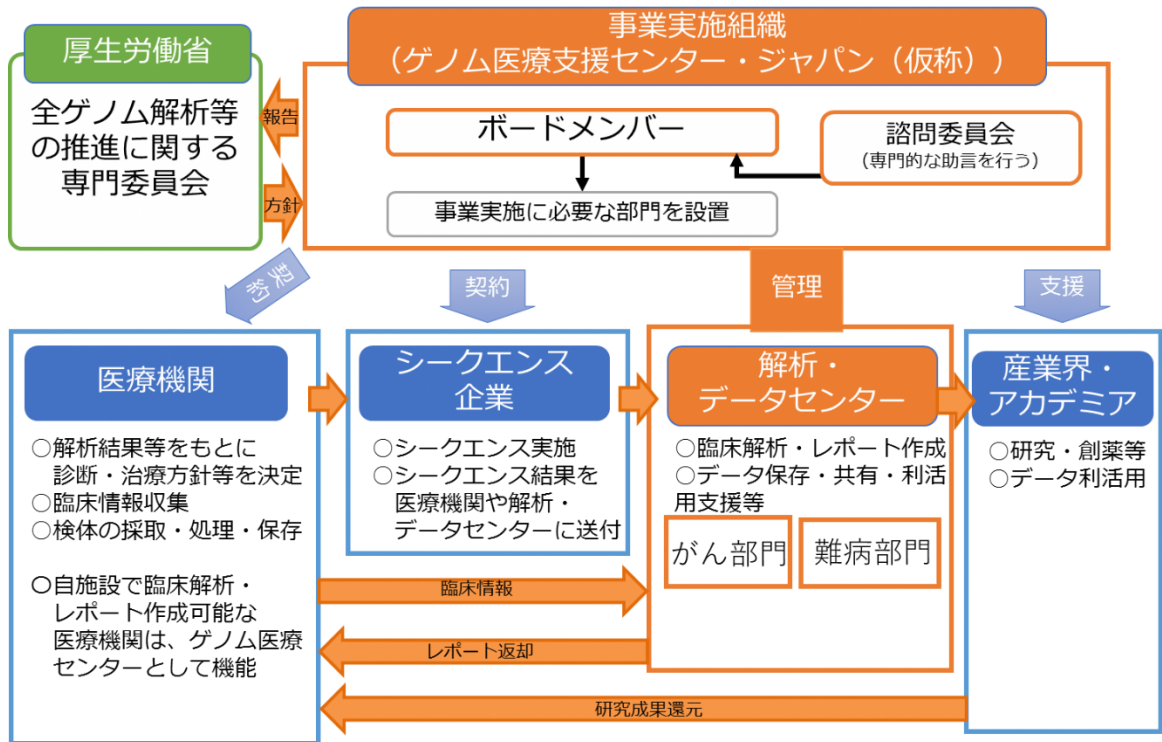 厚生労働省
全ゲノム解析等
の推進に関する
専門委員会
報告
方針
事業実施組織
（ゲノム医療支援センター・ジャパン（仮称））
ボードメンバー
諮問委員会
（専門的な助言を行う）
事業実施に必要な部門を設置
契約
契約
管理
支援
医療機関
○解析結果等をもとに
診断・治療方針等を決定
○臨床情報収集
○検体の採取・処理・保存
○自施設で臨床解析・
レポート作成可能な
医療機関は、ゲノム医療
センターとして機能
シークエンス
企業
○シークエンス実施
○シークエンス結果を
医療機関や解析・
データセンターに送付
解析・
データセンター
○臨床解析・レポート作成
○データ保存・共有・利活
用支援等
がん部門
難病部門
産業界・
アカデミア
○研究・創薬等
○データ利活用
臨床情報
レポート返却
研究成果還元